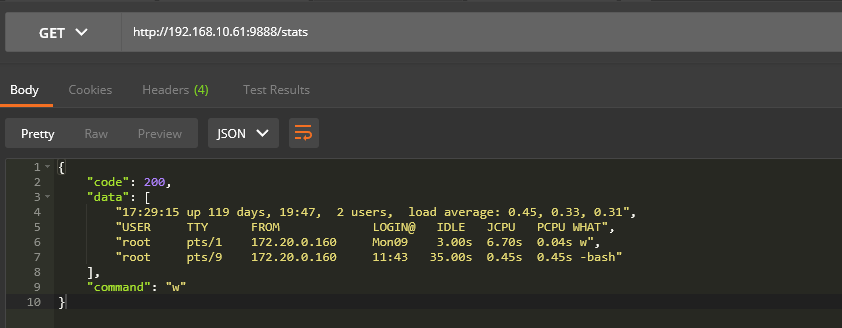 GET http://192.168.10.61:9888/stats
Body Cookies Headers (4) Test Results
Pretty Raw Preview JSON
1 {
2 "code": 200,
3 "data": [
4 "17:29:15 up 119 days, 19:47,  2 users,  load average: 0.45, 0.33, 0.31",
5 "USER     TTY      FROM             LOGIN@   IDLE   JCPU   PCPU WHAT",
6 "root     pts/1    172.20.0.160     Mon09    3.00s  6.70s  0.04s w",
7 "root     pts/9    172.20.0.160     11:43   35.00s  0.45s  0.45s -bash"
8 ],
9 "command": "w"
10 }